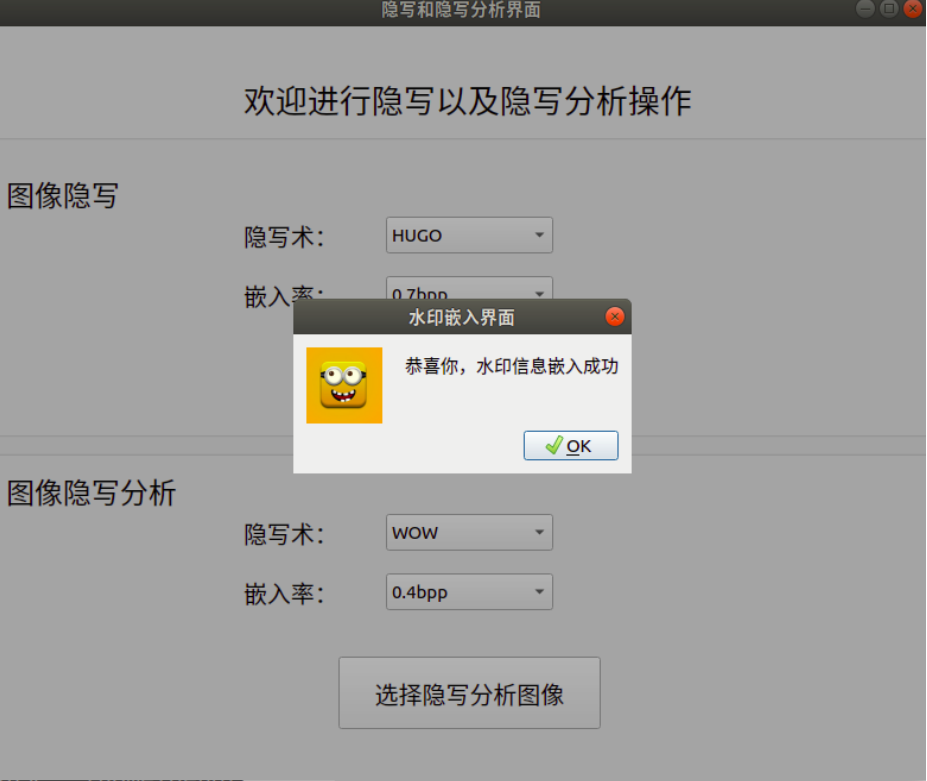 隐写和隐写分析界面
欢迎进行隐写以及隐写分析操作
图像隐写
隐写术：
HUGO
嵌入率：
0.7bpp
水印嵌入界面
恭喜你，水印信息嵌入成功
OK
图像隐写分析
隐写术：
WOW
嵌入率：
0.4bpp
选择隐写分析图像